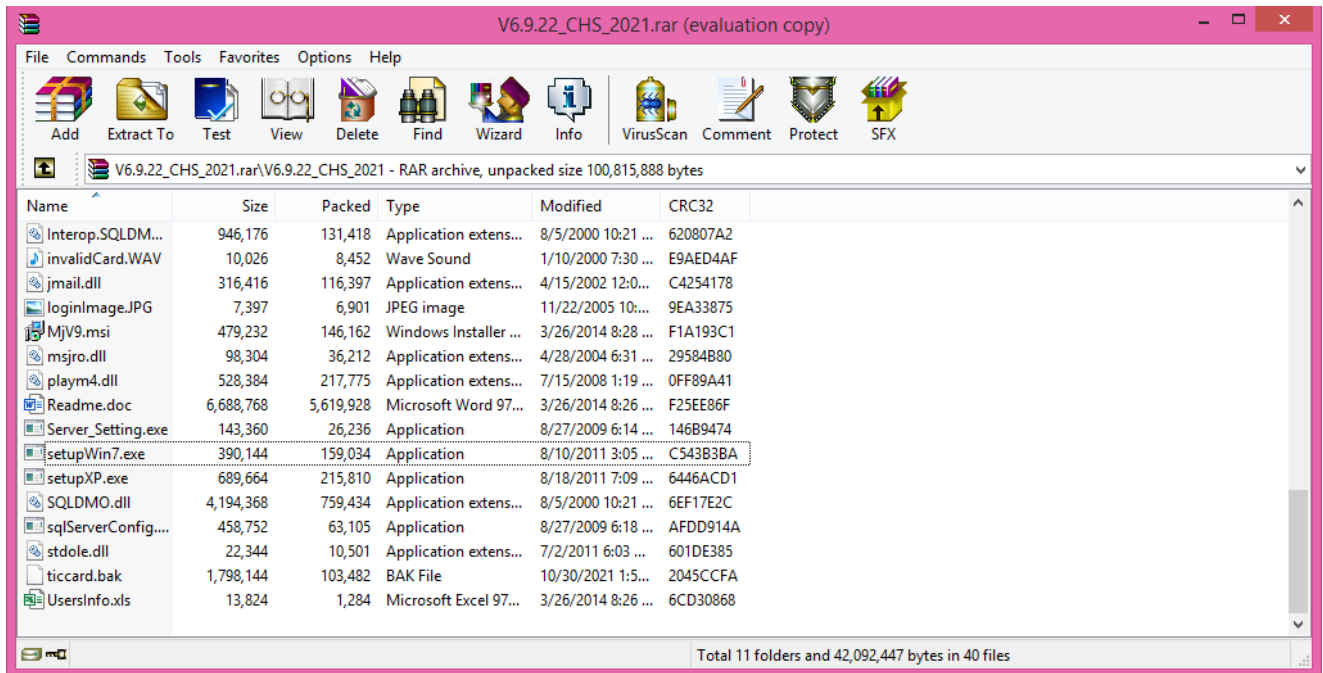 V6.9.22_CHS_2021.rar (evaluation copy)
File Commands Tools Favorites Options Help
Add Extract To Test View Delete Find Wizard Info VirusScan Comment Protect SFX
V6.9.22_CHS_2021.rar\V6.9.22_CHS_2021 - RAR archive, unpacked size 100,815,888 bytes
Name Size Packed Type Modified CRC32
Interop.SQLDM... 946,176 131,418 Application extens... 8/5/2000 10:21 ... 620807A2
invalidCard.WAV 10,026 8,452 Wave Sound 1/10/2000 7:30 ... E9AED4AF
jmail.dll 316,416 116,397 Application extens... 4/15/2002 12:0... C4254178
loginImage.JPG 7,397 6,901 JPEG image 11/22/2005 10:... 9EA33875
MjV9.msi 479,232 146,162 Windows Installer ... 3/26/2014 8:28 ... F1A193C1
msjro.dll 98,304 36,212 Application extens... 4/28/2004 6:31 ... 29584B80
playm4.dll 528,384 217,775 Application extens... 7/15/2008 1:19 ... 0FF89A41
Readme.doc 6,688,768 5,619,928 Microsoft Word 97... 3/26/2014 8:26 ... F25EE86F
Server_Setting.exe 143,360 26,236 Application 8/27/2009 6:14 ... 146B9474
setupWin7.exe 390,144 159,034 Application 8/10/2011 3:05 ... C543B3BA
setupXP.exe 689,664 215,810 Application 8/18/2011 7:09 ... 6446ACD1
SQLDMO.dll 4,194,368 759,434 Application extens... 8/5/2000 10:21 ... 6EF17E2C
sqlServerConfig.... 458,752 63,105 Application 8/27/2009 6:18 ... AFDD914A
stdole.dll 22,344 10,501 Application extens... 7/2/2011 6:03 ... 601DE385
ticcard.bak 1,798,144 103,482 BAK File 10/30/2021 1:5... 2045CCFA
UsersInfo.xls 13,824 1,284 Microsoft Excel 97... 3/26/2014 8:26 ... 6CD30868
Total 11 folders and 42,092,447 bytes in 40 files